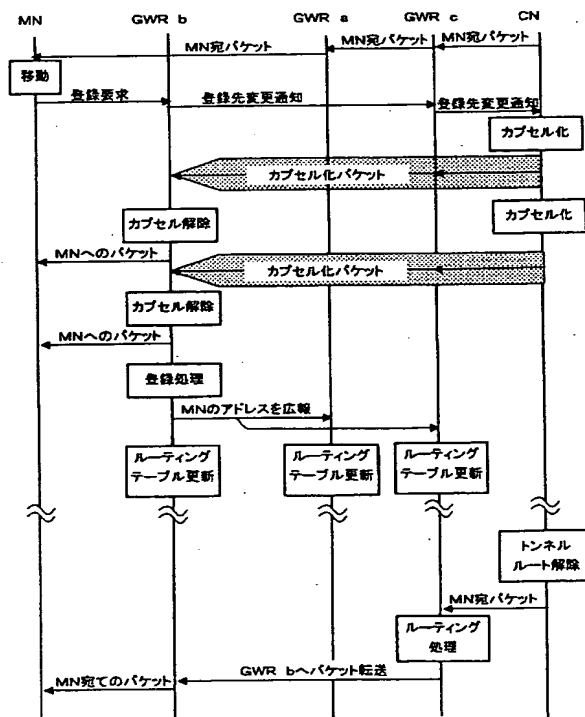 MN GWR b GWR a GWR c CN
MN宛パケット MN宛パケット MN宛パケット
移動
登録要求 登録先変更通知 登録先変更通知
カプセル化
カプセル化パケット
カプセル解除 カプセル化
MNへのパケット カプセル化パケット
カプセル解除
MNへのパケット
登録処理
MNのアドレスを広報
ルーティング ルーティング ルーティング
テーブル更新 テーブル更新 テーブル更新
トンネル
ルート解除
MN宛パケット
ルーティング
処理
GWR bへパケット転送
MN宛てのパケット